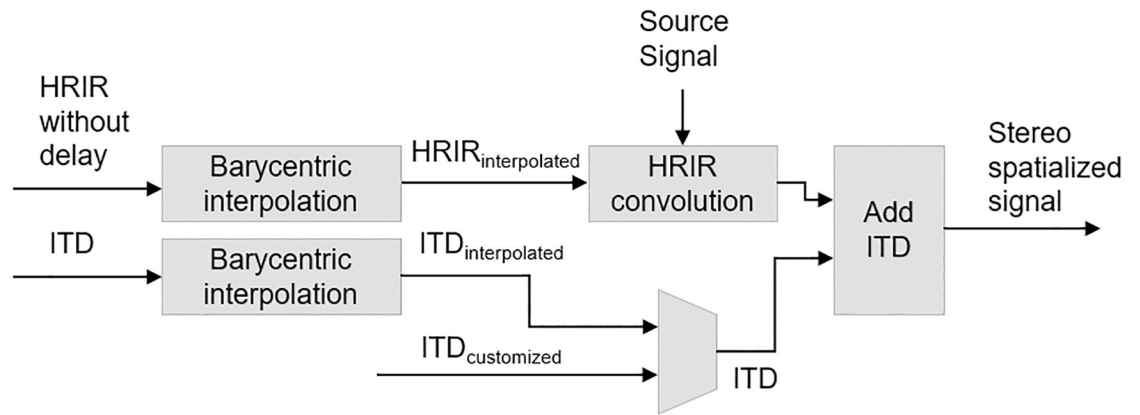 Source
Signal
HRIR
without
delay
Barycentric
interpolation
HRIRinterpolated
HRIR
convolution
Stereo
spatialized
signal
Add
ITD
ITD
Barycentric
interpolation
ITDinterpolated
ITDcustomized
ITD